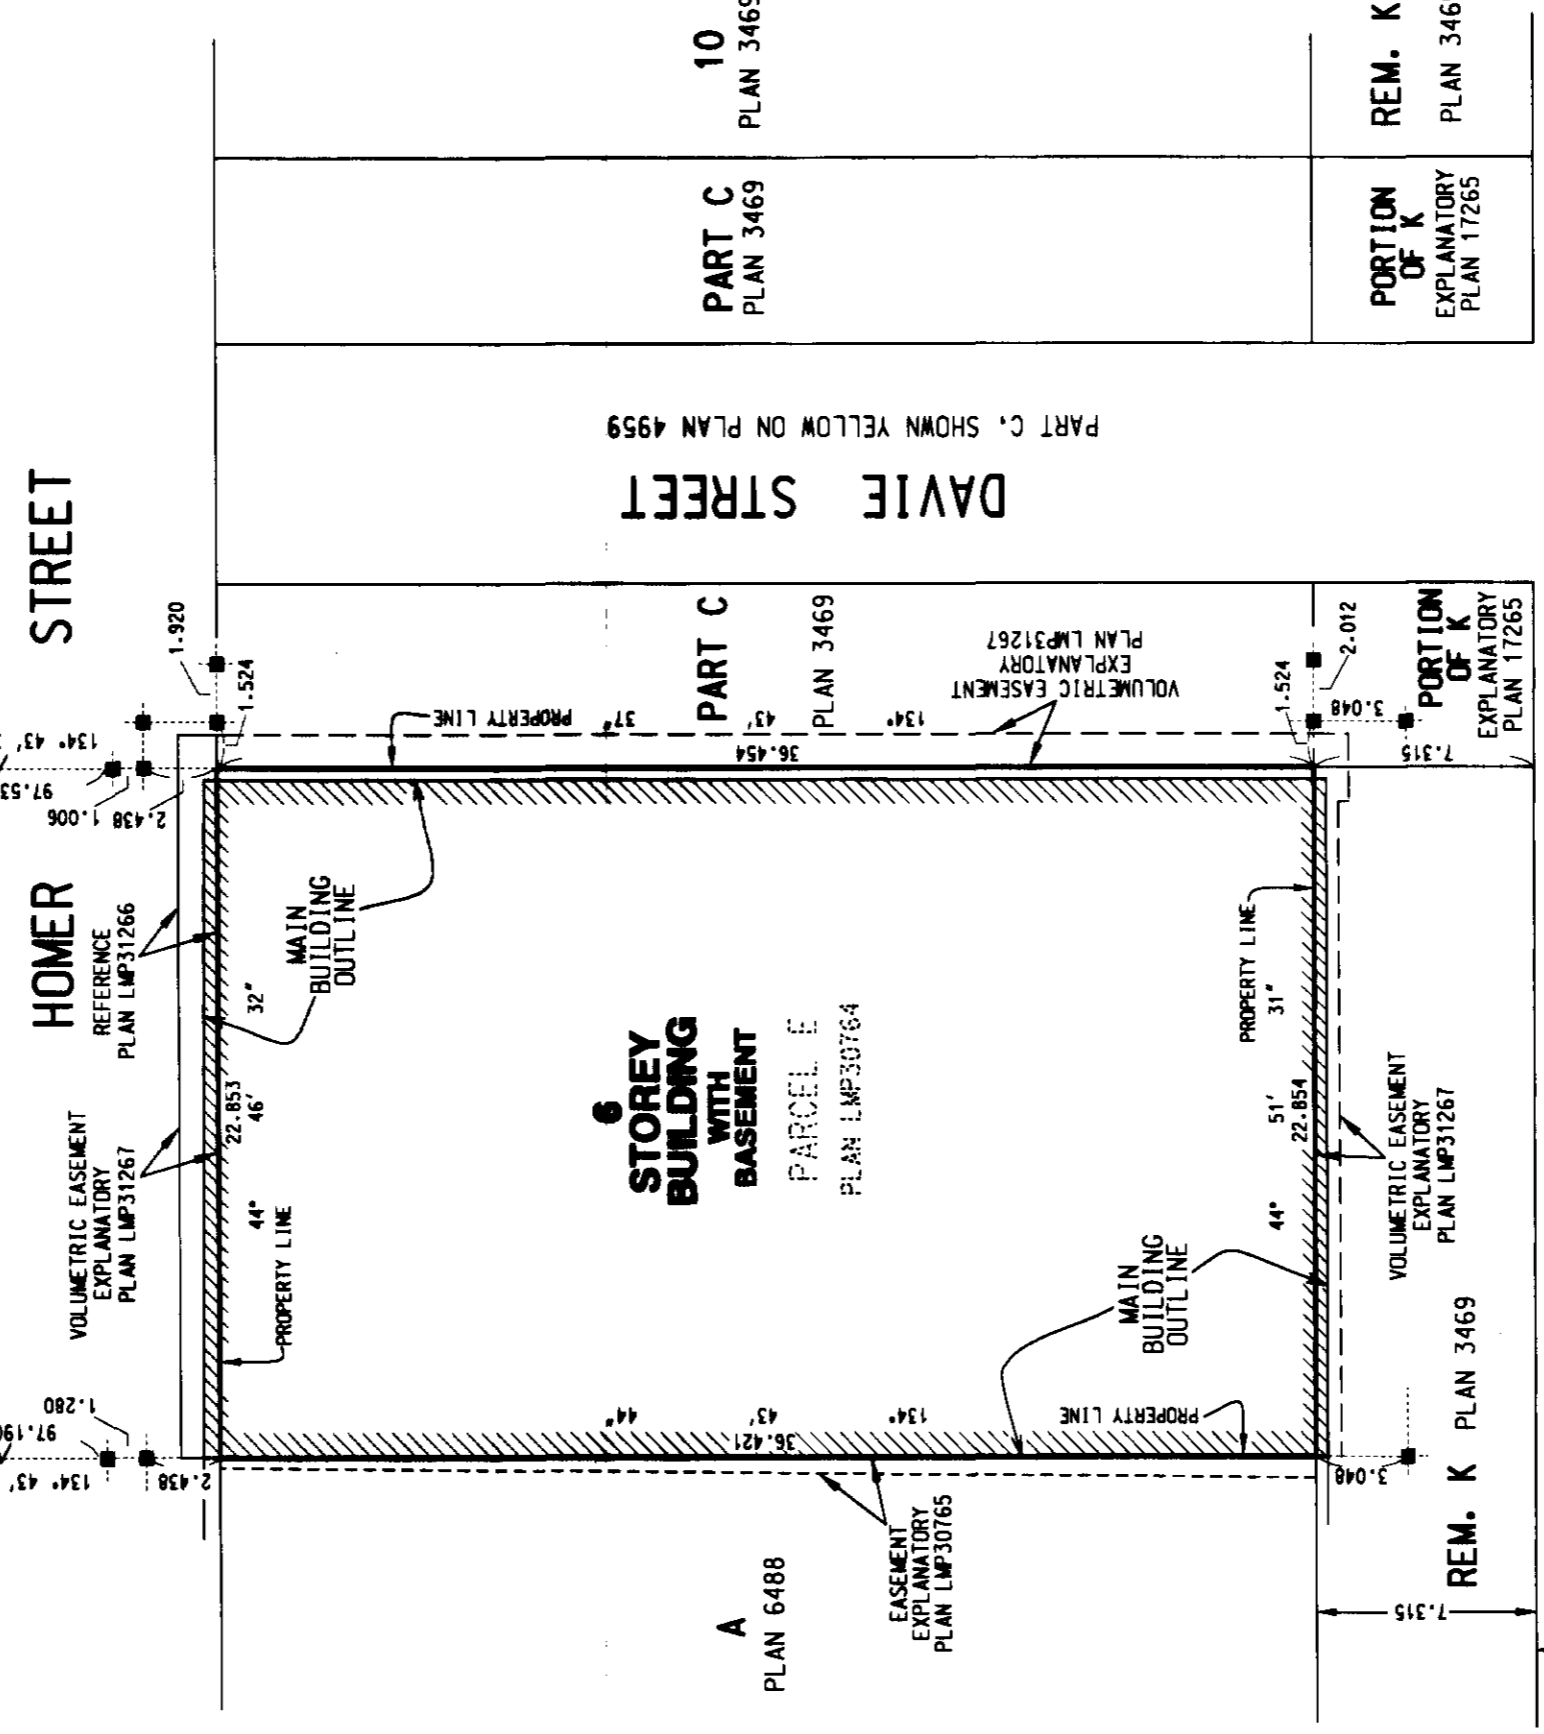 HOMER STREET
10
PLAN 3469
REM. K
PLAN 3469
PART C
PLAN 3469
PORTION
OF K
EXPLANATORY
PLAN 17265
PART C, SHOWN YELLOW ON PLAN 4959
DAVIE STREET
PART C
PLAN 3469
VOLUMETRIC EASEMENT
EXPLANATORY
PLAN LMP31267
PORTION
OF K
EXPLANATORY
PLAN 17265
1.920
1.524
134° 43'
1.006
2.438
PROPERTY LINE
134° 43' 37"
36.454
1.524
2.012
3.048
7.315
REFERENCE
PLAN LMP31266
VOLUMETRIC EASEMENT
EXPLANATORY
PLAN LMP31267
44° 46' 32"
22.853
PROPERTY LINE
MAIN
BUILDING
OUTLINE
6
STOREY
BUILDING
WITH
BASEMENT
PARCEL E
PLAN LMP30764
PROPERTY LINE
44° 51' 31"
22.854
VOLUMETRIC EASEMENT
EXPLANATORY
PLAN LMP31267
MAIN
BUILDING
OUTLINE
134° 43' 44"
36.421
PROPERTY LINE
134° 43'
1.280
2.438
3.048
EASEMENT
EXPLANATORY
PLAN LMP30765
A
PLAN 6488
REM. K PLAN 3469
7.315